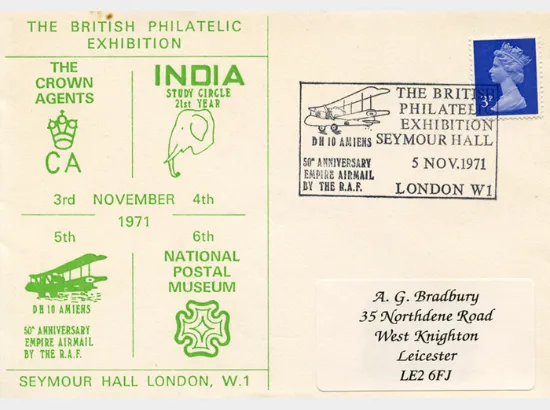 THE BRITISH PHILATELIC
EXHIBITION
THE
CROWN
AGENTS
CA
INDIA
STUDY CIRCLE
21st YEAR
3rd NOVEMBER 4th
1971
5th
DH 10 AMIENS
50th ANNIVERSARY
EMPIRE AIRMAIL
BY THE R.A.F.
6th
NATIONAL
POSTAL
MUSEUM
SEYMOUR HALL LONDON, W.1
THE BRITISH
PHILATELIC
EXHIBITION
SEYMOUR HALL
5 NOV.1971
LONDON W1
DH 10 AMIENS
50th ANNIVERSARY
EMPIRE AIRMAIL
BY THE R.A.F.
3P
A. G. Bradbury
35 Northdene Road
West Knighton
Leicester
LE2 6FJ